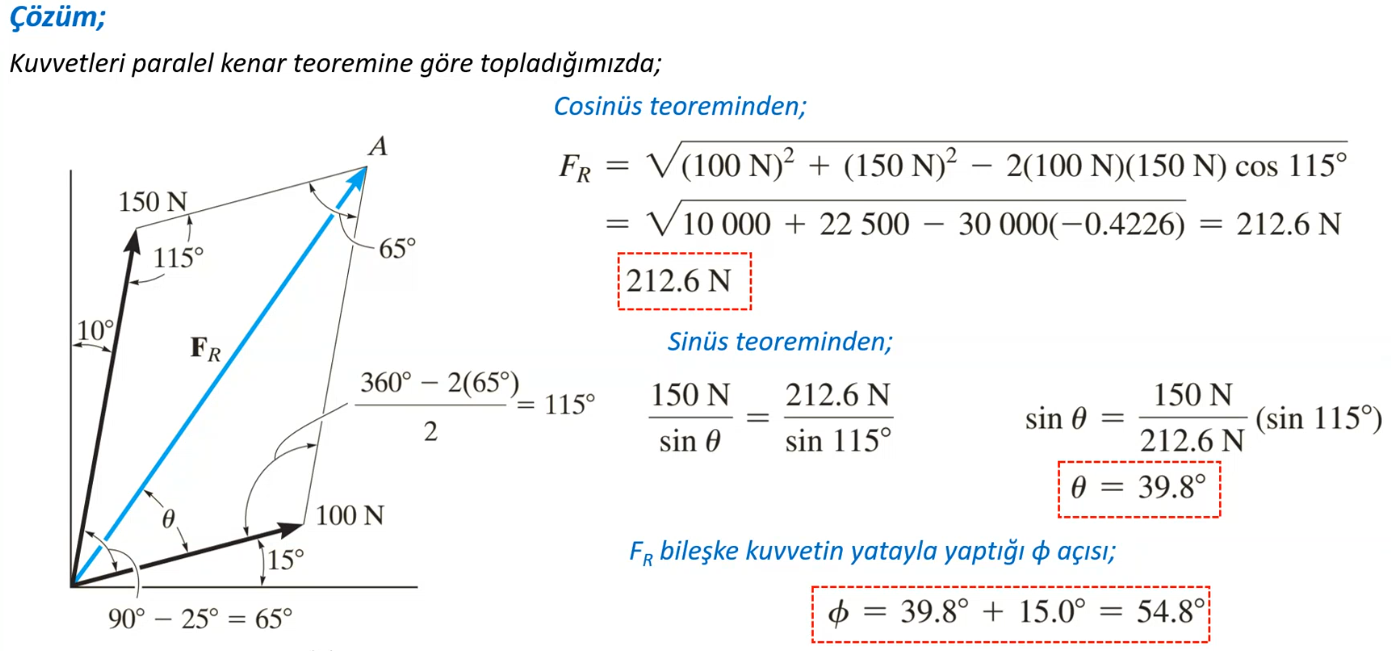 Çözüm;
Kuvvetleri paralel kenar teoremine göre topladığımızda;
Cosinüs teoreminden;
F_R = √((100 N)² + (150 N)² − 2(100 N)(150 N) cos 115°
= √(10 000 + 22 500 − 30 000(−0.4226)) = 212.6 N
212.6 N
Sinüs teoreminden;
150 N / sin θ = 212.6 N / sin 115°
sin θ = 150 N / 212.6 N (sin 115°)
θ = 39.8°
F_R bileşke kuvvetin yatayla yaptığı ϕ açısı;
ϕ = 39.8° + 15.0° = 54.8°
A
150 N
115°
65°
10°
F_R
360° − 2(65°) / 2 = 115°
θ
100 N
15°
90° − 25° = 65°